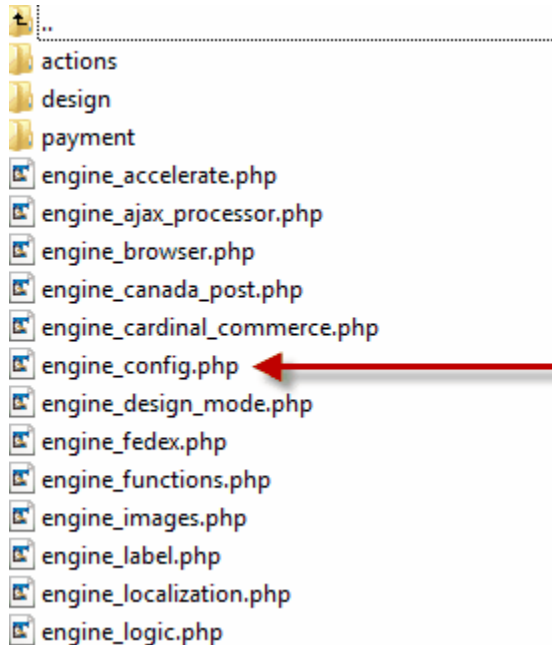 ..
actions
design
payment
engine_accelerate.php
engine_ajax_processor.php
engine_browser.php
engine_canada_post.php
engine_cardinal_commerce.php
engine_config.php
engine_design_mode.php
engine_fedex.php
engine_functions.php
engine_images.php
engine_label.php
engine_localization.php
engine_logic.php